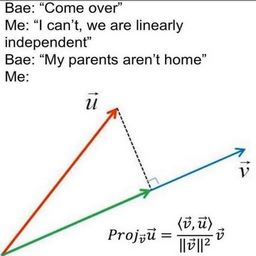 Bae: “Come over”
Me: “I can’t, we are linearly
independent”
Bae: “My parents aren’t home”
Me:
u⃗
v⃗
Proj_v⃗ u⃗ = ⟨v⃗, u⃗⟩ / ‖v⃗‖² v⃗